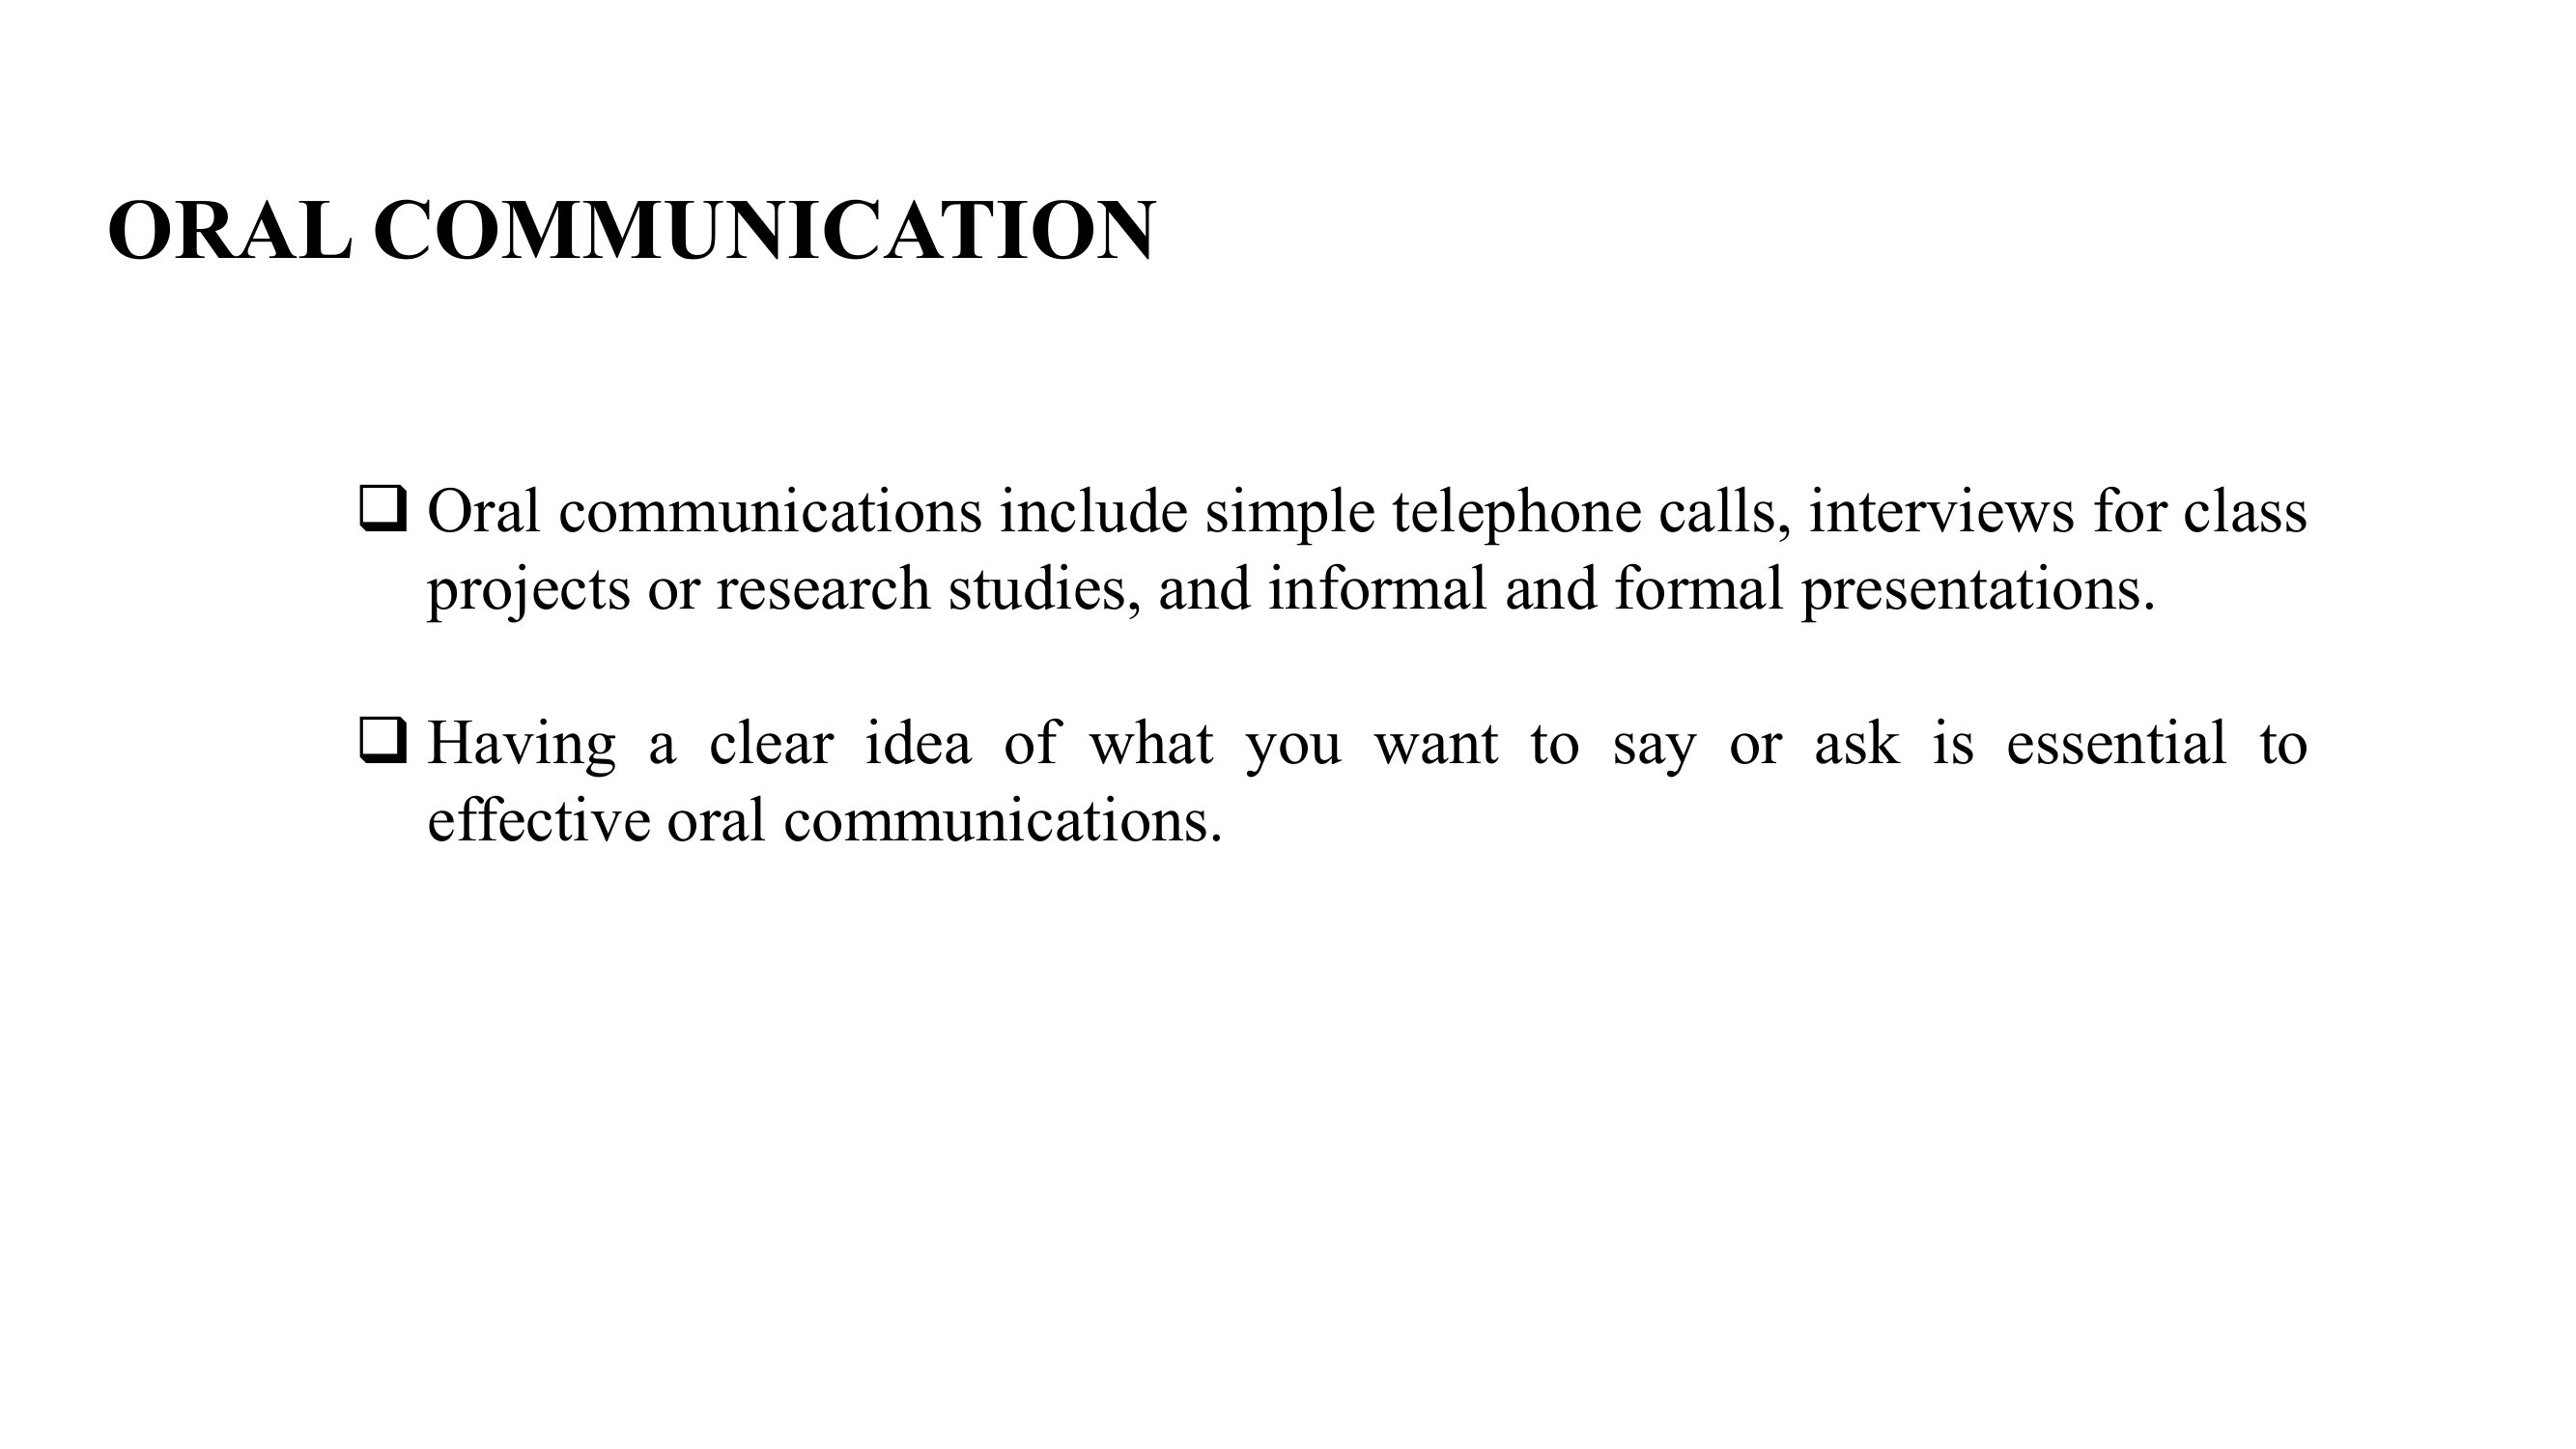 ORAL COMMUNICATION
❑ Oral communications include simple telephone calls, interviews for class
projects or research studies, and informal and formal presentations.
❑ Having a clear idea of what you want to say or ask is essential to
effective oral communications.